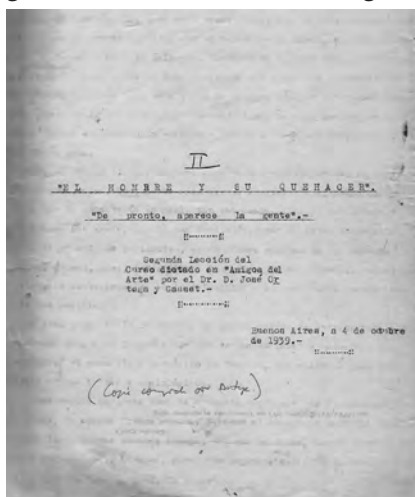 II
"EL HOMBRE Y SU QUEHACER".
"De pronto, aparece la gente".-
Segunda Lección del
Curso dictado en "Amigos del
Arte" por el Dr. D. José Or
tega y Gasset.-
Buenos Aires, a 4 de octubre
de 1939.-
(Copia